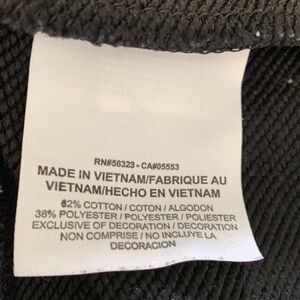 RN#56323 - CA#05553
MADE IN VIETNAM/FABRIQUE AU
VIETNAM/HECHO EN VIETNAM
62% COTTON / COTON / ALGODON
38% POLYESTER / POLYESTER / POLIESTER
EXCLUSIVE OF DECORATION / DECORATION
NON COMPRISE / NO INCLUYE LA
DECORACION